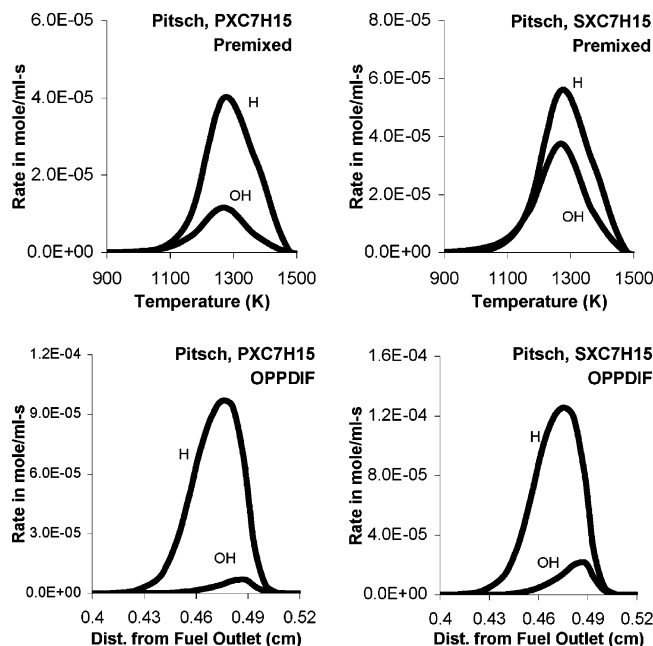 Pitsch, PXC7H15
Premixed
Rate in mole/ml-s
6.0E-05
4.0E-05
2.0E-05
0.0E+00
H
OH
900
1100
1300
1500
Temperature (K)
Pitsch, SXC7H15
Premixed
Rate in mole/ml-s
8.0E-05
6.0E-05
4.0E-05
2.0E-05
0.0E+00
H
OH
900
1100
1300
1500
Temperature (K)
Pitsch, PXC7H15
OPPDIF
Rate in mole/ml-s
1.2E-04
9.0E-05
6.0E-05
3.0E-05
0.0E+00
H
OH
0.4
0.43
0.46
0.49
0.52
Dist. from Fuel Outlet (cm)
Pitsch, SXC7H15
OPPDIF
Rate in mole/ml-s
1.6E-04
1.2E-04
8.0E-05
4.0E-05
0.0E+00
H
OH
0.4
0.43
0.46
0.49
0.52
Dist. from Fuel Outlet (cm)